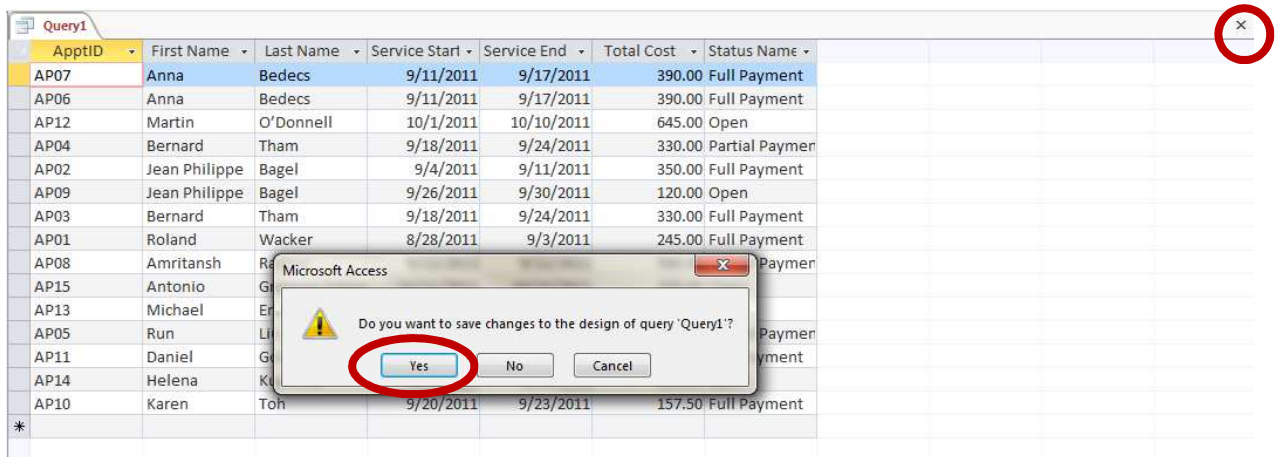 Query1
ApptID First Name Last Name Service Start Service End Total Cost Status Name
AP07 Anna Bedecs 9/11/2011 9/17/2011 390.00 Full Payment
AP06 Anna Bedecs 9/11/2011 9/17/2011 390.00 Full Payment
AP12 Martin O'Donnell 10/1/2011 10/10/2011 645.00 Open
AP04 Bernard Tham 9/18/2011 9/24/2011 330.00 Partial Paymen
AP02 Jean Philippe Bagel 9/4/2011 9/11/2011 350.00 Full Payment
AP09 Jean Philippe Bagel 9/26/2011 9/30/2011 120.00 Open
AP03 Bernard Tham 9/18/2011 9/24/2011 330.00 Full Payment
AP01 Roland Wacker 8/28/2011 9/3/2011 245.00 Full Payment
AP08 Amritansh Ra Paymen
AP15 Antonio
AP13 Michael
AP05 Run Paymen
AP11 Daniel yment
AP14 Helena
AP10 Karen Toh 9/20/2011 9/23/2011 157.50 Full Payment
Microsoft Access
Do you want to save changes to the design of query 'Query1'?
Yes No Cancel